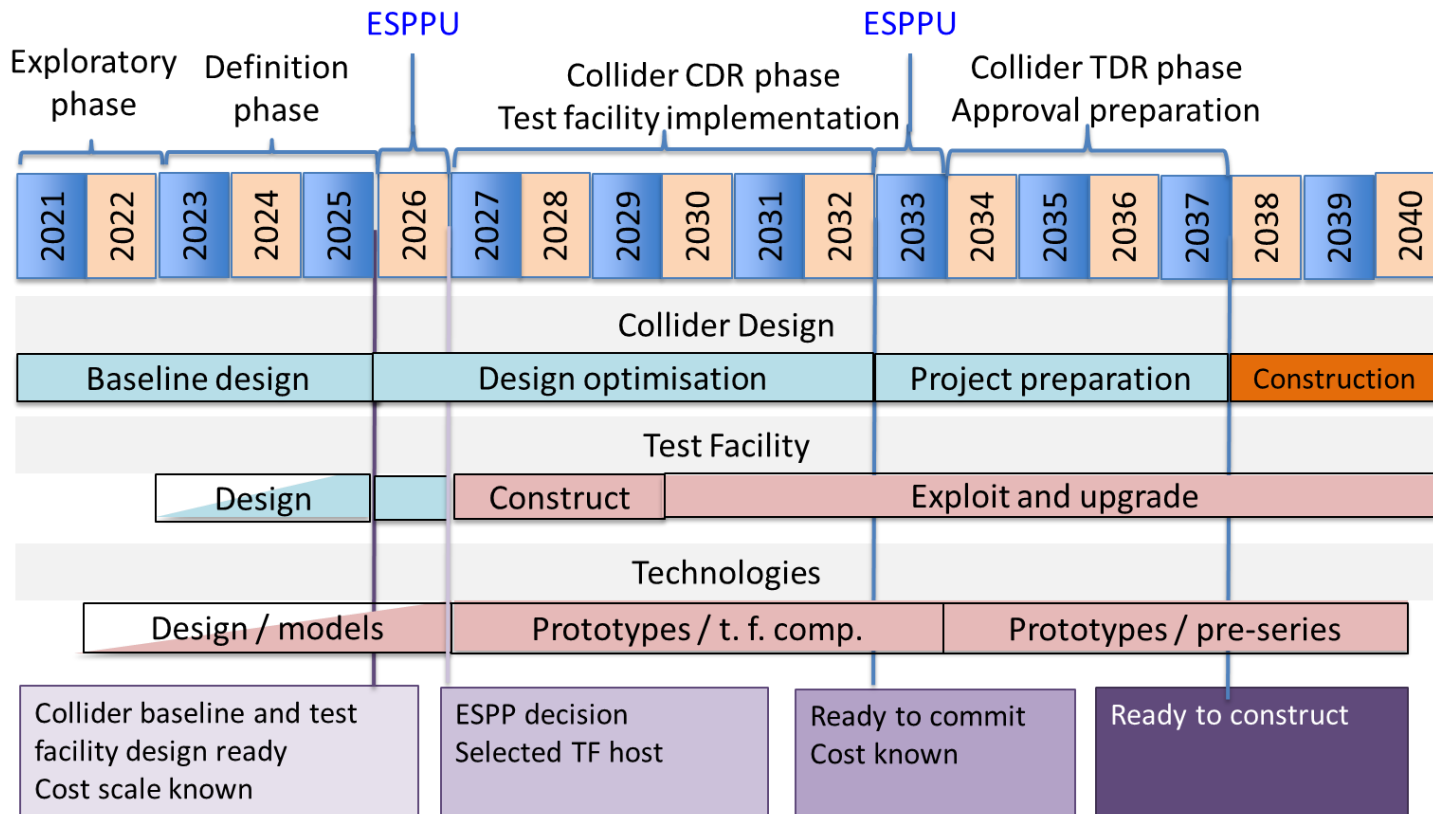 ESPPU
ESPPU
Exploratory
phase
Definition
phase
Collider CDR phase
Test facility implementation
Collider TDR phase
Approval preparation
2021
2022
2023
2024
2025
2026
2027
2028
2029
2030
2031
2032
2033
2034
2035
2036
2037
2038
2039
2040
Collider Design
Baseline design
Design optimisation
Project preparation
Construction
Test Facility
Design
Construct
Exploit and upgrade
Technologies
Design / models
Prototypes / t. f. comp.
Prototypes / pre-series
Collider baseline and test
facility design ready
Cost scale known
ESPP decision
Selected TF host
Ready to commit
Cost known
Ready to construct